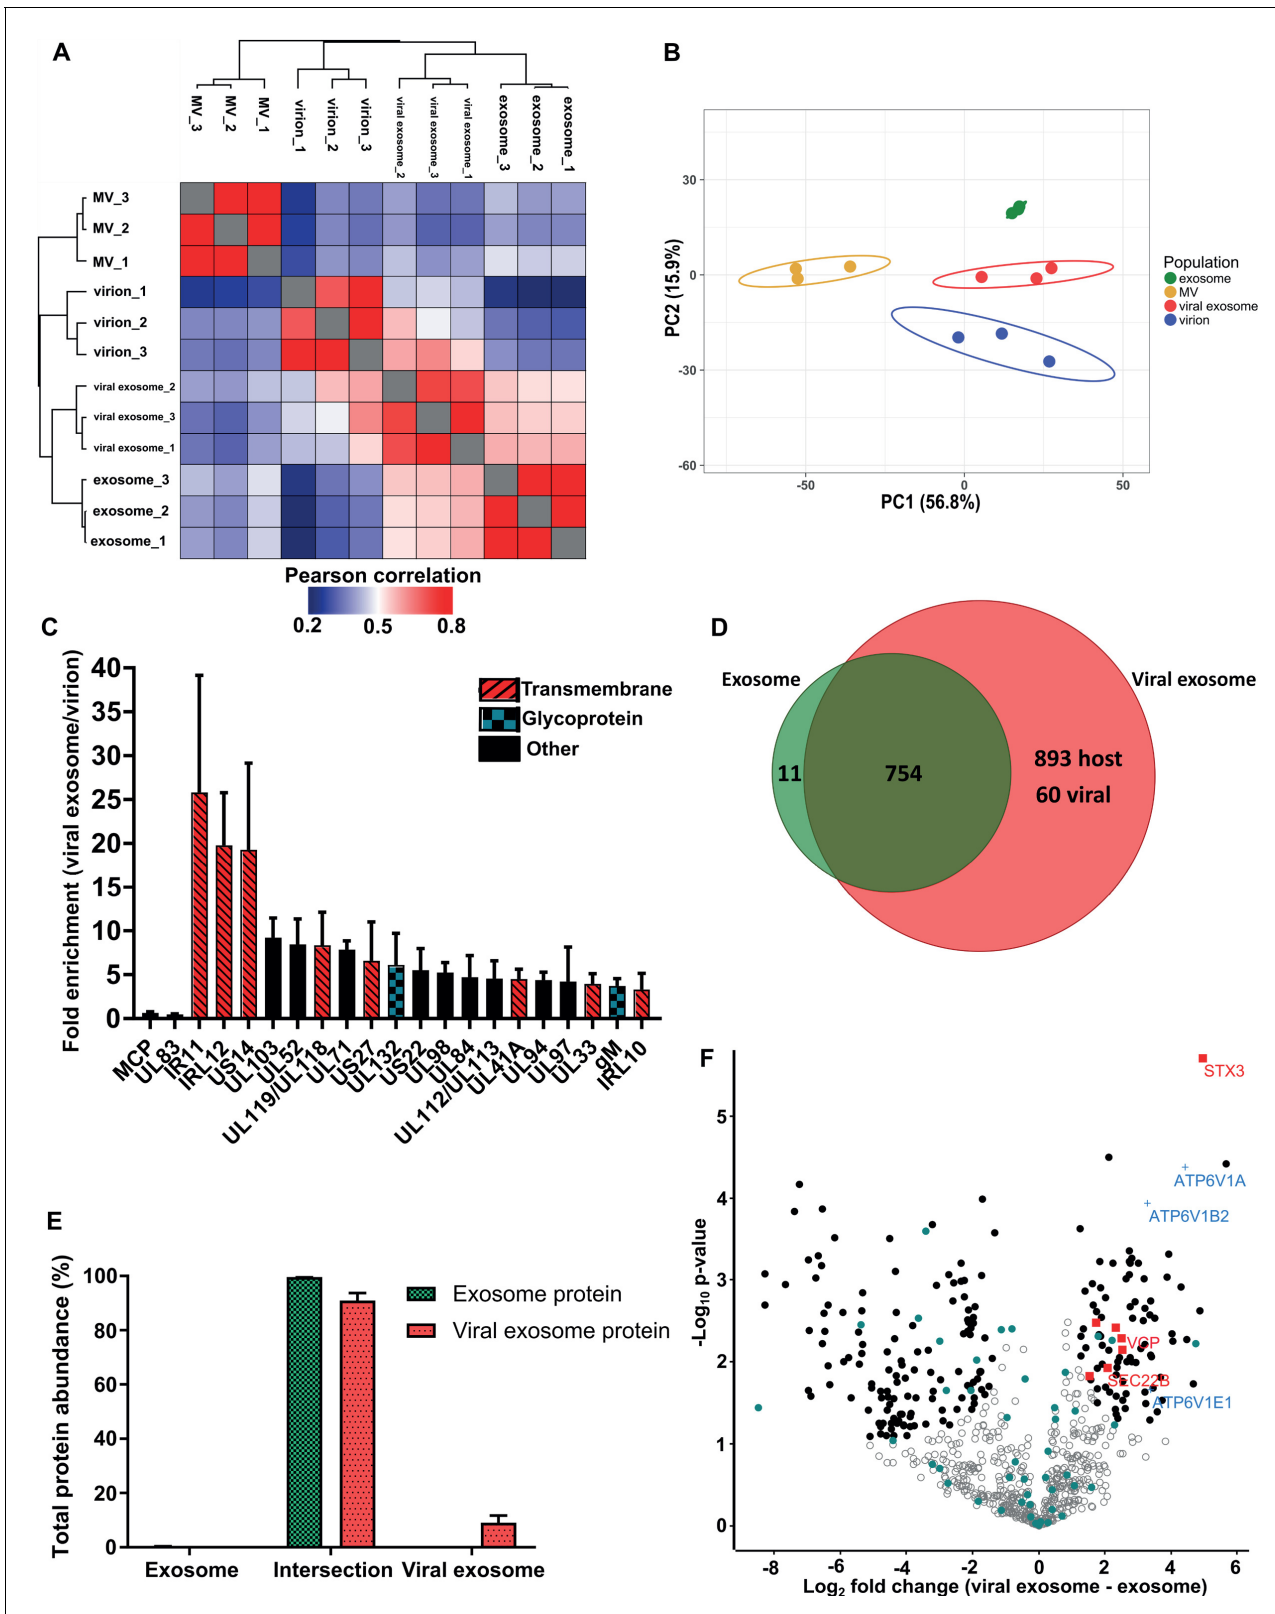 A
MV_3
MV_2
MV_1
virion_1
virion_2
virion_3
viral exosome_2
viral exosome_3
viral exosome_1
exosome_3
exosome_2
exosome_1
MV_3
MV_2
MV_1
virion_1
virion_2
virion_3
viral exosome_2
viral exosome_3
viral exosome_1
exosome_3
exosome_2
exosome_1
Pearson correlation
0.2 0.5 0.8
B
PC2 (15.9%)
30
0
-30
-60
-50 0 50
PC1 (56.8%)
Population
exosome
MV
viral exosome
virion
C
Fold enrichment (viral exosome/virion)
40
35
30
25
20
15
10
5
0
Transmembrane
Glycoprotein
Other
MCP
UL83
IR11
IRL12
US14
UL103
UL52
UL119/UL118
UL71
US27
UL132
US22
UL98
UL84
UL112/UL113
UL41A
UL94
UL97
UL33
gM
IRL10
D
Exosome
Viral exosome
11
754
893 host
60 viral
E
Total protein abundance (%)
100
80
60
40
20
0
Exosome protein
Viral exosome protein
Exosome Intersection Viral exosome
F
-Log10 p-value
5
4
3
2
1
0
STX3
ATP6V1A
ATP6V1B2
VCP
SEC22B
ATP6V1E1
-8 -6 -4 -2 0 2 4 6
Log2 fold change (viral exosome - exosome)